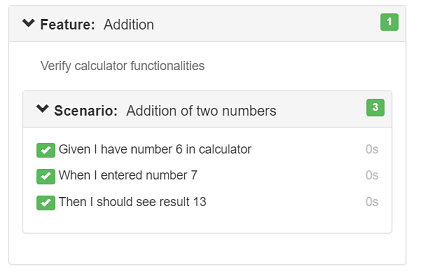 Feature: Addition 1
Verify calculator functionalities
Scenario: Addition of two numbers 3
Given I have number 6 in calculator 0s
When I entered number 7 0s
Then I should see result 13 0s